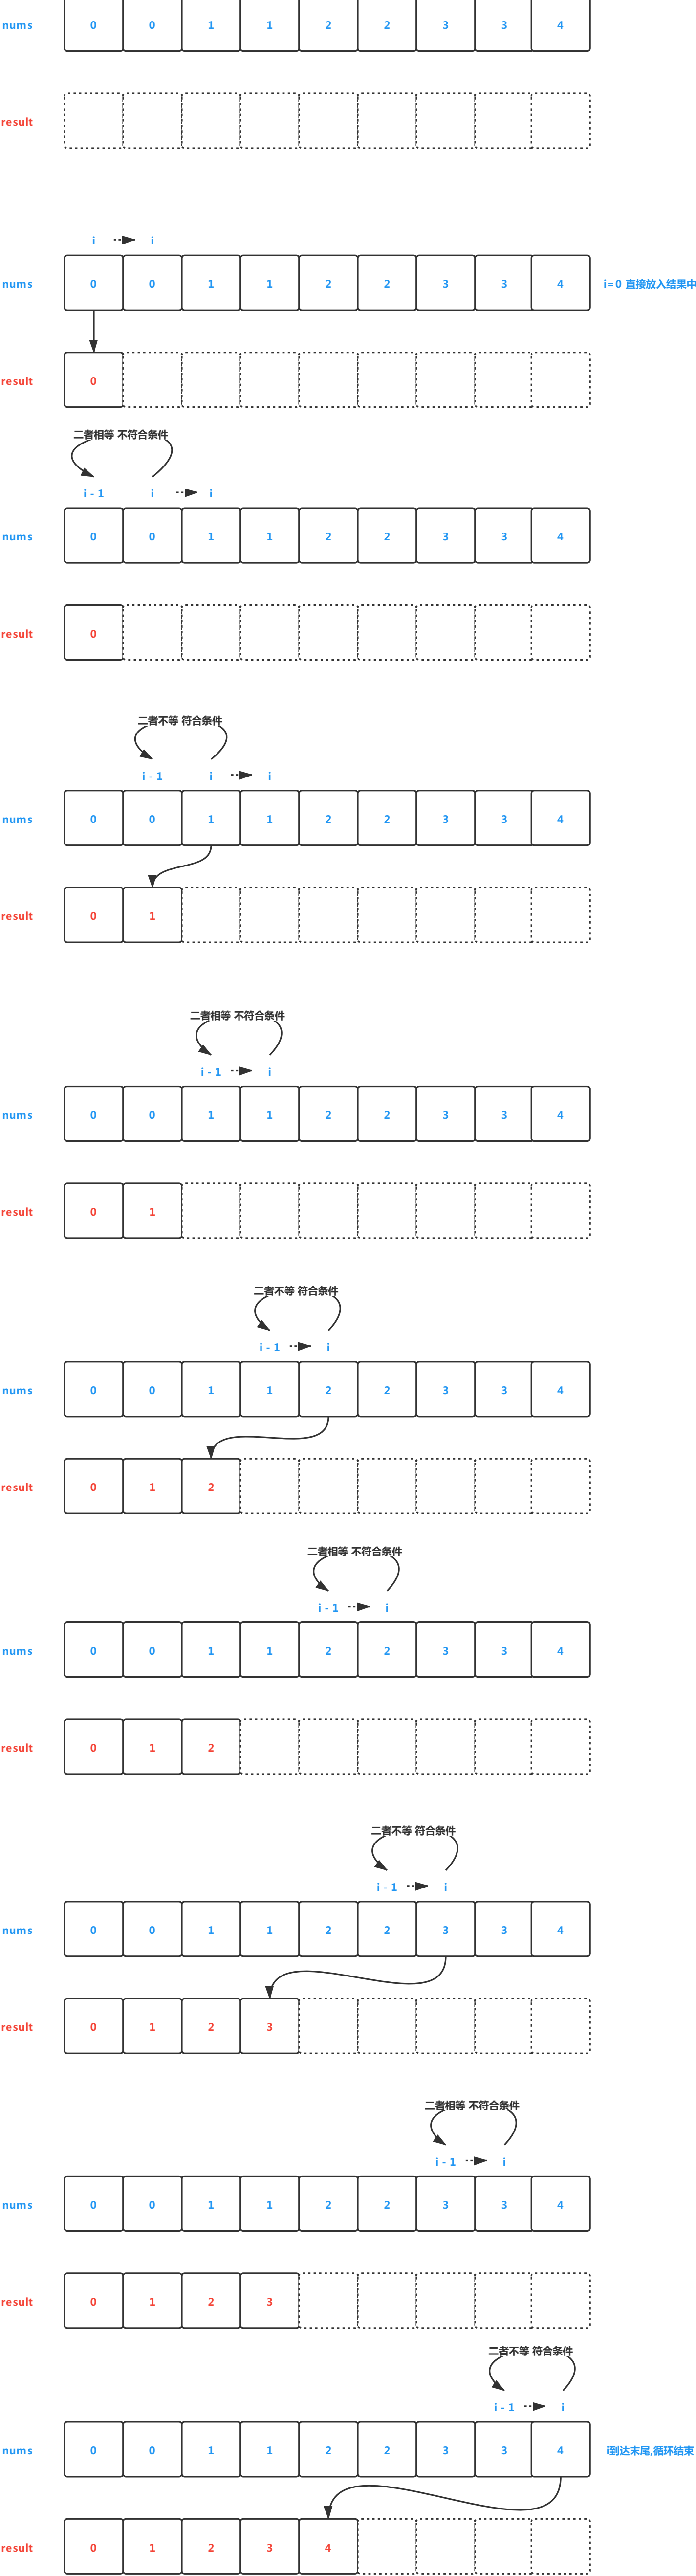 nums 0 0 1 1 2 2 3 3 4
result
i i
nums 0 0 1 1 2 2 3 3 4 i=0 直接放入结果中
result 0
二者相等 不符合条件
i - 1 i i
nums 0 0 1 1 2 2 3 3 4
result 0
二者不等 符合条件
i - 1 i i
nums 0 0 1 1 2 2 3 3 4
result 0 1
二者相等 不符合条件
i - 1 i
nums 0 0 1 1 2 2 3 3 4
result 0 1
二者不等 符合条件
i - 1 i
nums 0 0 1 1 2 2 3 3 4
result 0 1 2
二者相等 不符合条件
i - 1 i
nums 0 0 1 1 2 2 3 3 4
result 0 1 2
二者不等 符合条件
i - 1 i
nums 0 0 1 1 2 2 3 3 4
result 0 1 2 3
二者相等 不符合条件
i - 1 i
nums 0 0 1 1 2 2 3 3 4
result 0 1 2 3
二者不等 符合条件
i - 1 i
nums 0 0 1 1 2 2 3 3 4 i到达末尾,循环结束
result 0 1 2 3 4